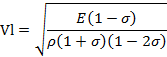 Vl = √(E(1 − σ) / (ρ(1 + σ)(1 − 2σ)))